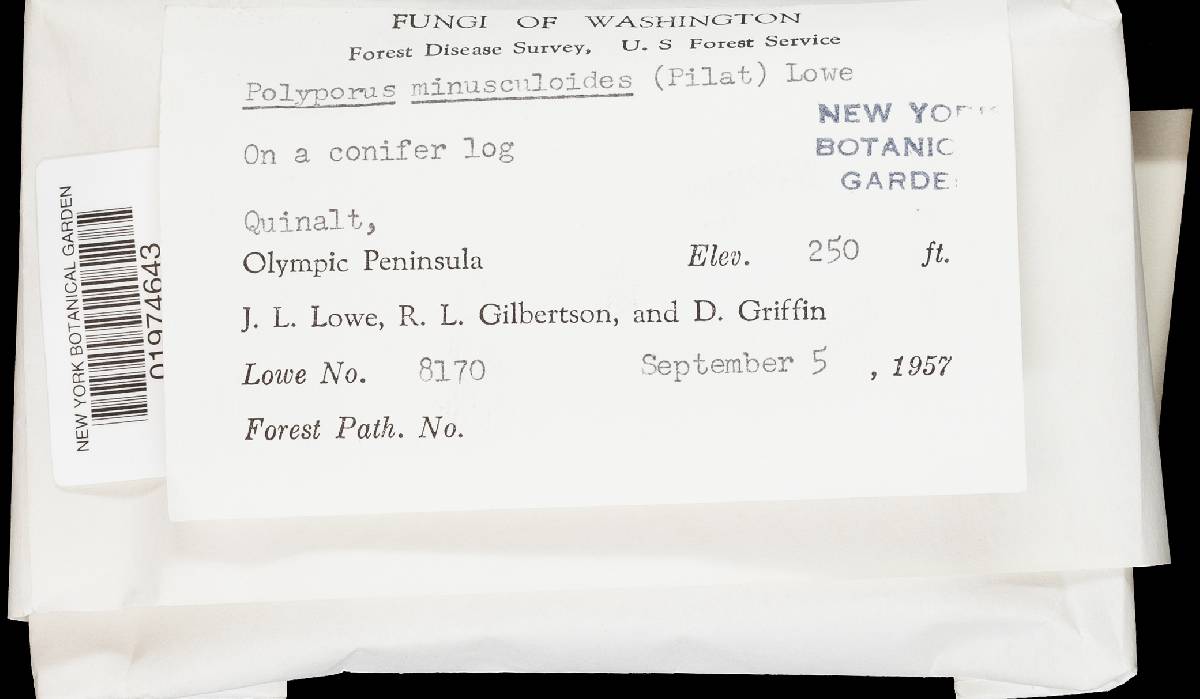 FUNGI OF WASHINGTON
Forest Disease Survey, U. S Forest Service
Polyporus minusculoides (Pilat) Lowe
On a conifer log
NEW YORK
BOTANIC
GARDE
Quinalt,
Olympic Peninsula Elev. 250 ft.
J. L. Lowe, R. L. Gilbertson, and D. Griffin
Lowe No. 8170 September 5, 1957
Forest Path. No.
NEW YORK BOTANICAL GARDEN
01974643